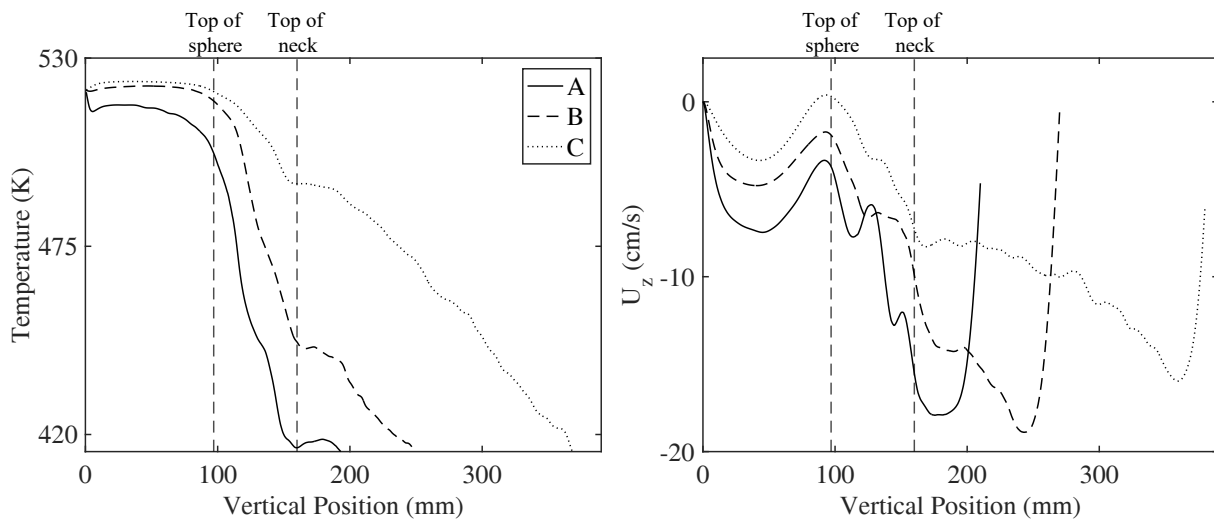 Top of
sphere
Top of
neck
530
475
420
Temperature (K)
A
B
C
0
100
200
300
Vertical Position (mm)
Top of
sphere
Top of
neck
0
-10
-20
U_z (cm/s)
0
100
200
300
Vertical Position (mm)